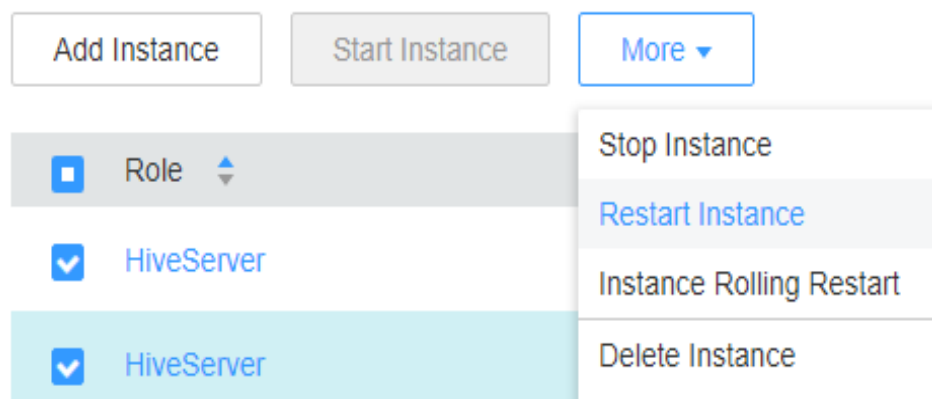 Add Instance
Start Instance
More
Role
Stop Instance
Restart Instance
HiveServer
Instance Rolling Restart
HiveServer
Delete Instance